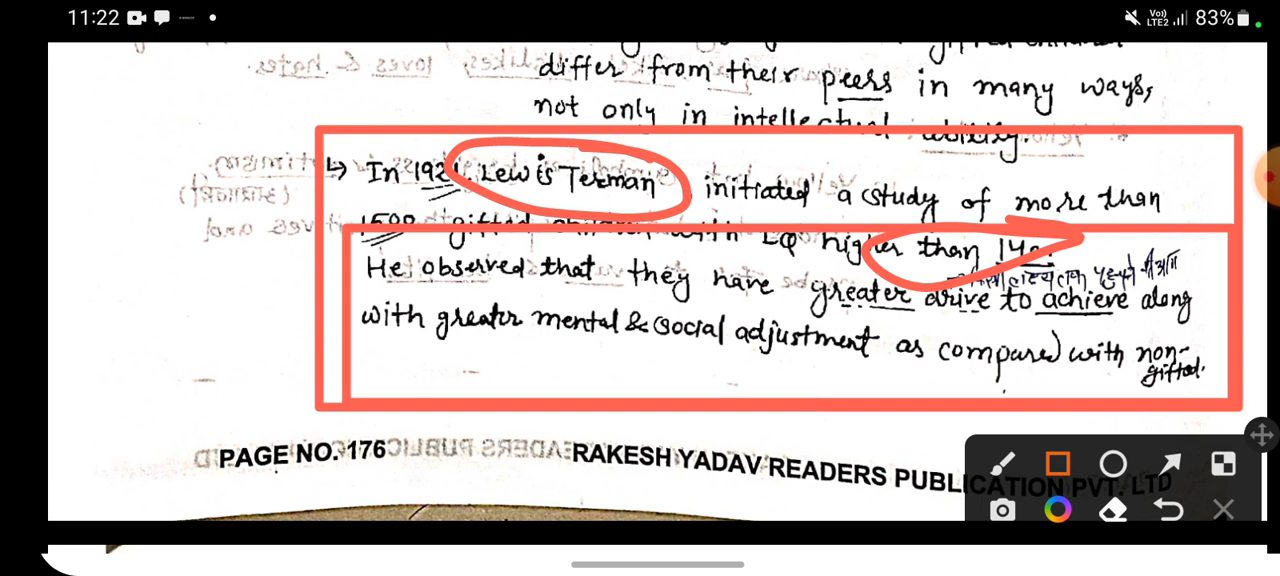 11:22
Vo)) LTE2 83%
differ from their peers in many ways,
not only in intellectual ability.
↳ In 192 Lewis Terman initiated a study of more than
1500 gifted children with IQ higher than 140.
He observed that they have greater drive to achieve along
with greater mental & social adjustment as compared with non-
gifted.
PAGE NO. 176 RAKESH YADAV READERS PUBLICATION PVT. LTD